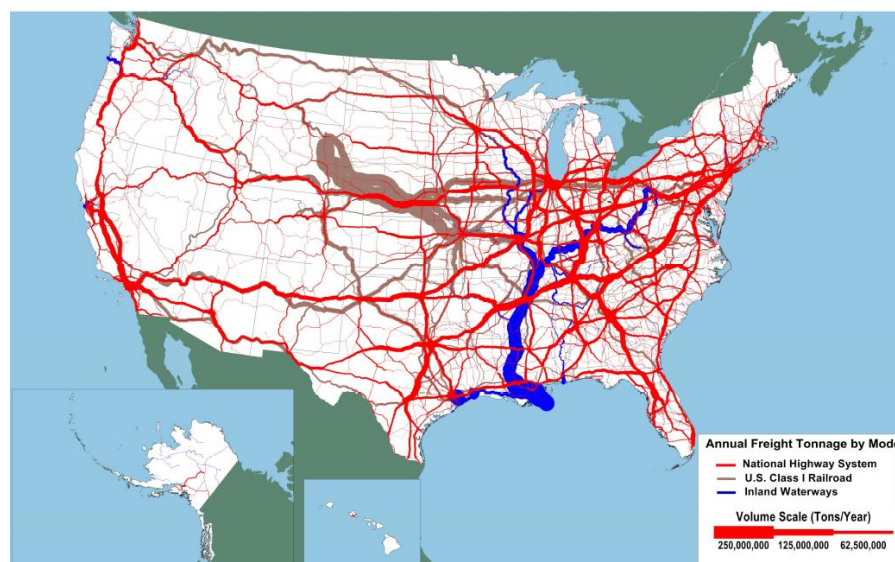 Annual Freight Tonnage by Mod
National Highway System
U.S. Class I Railroad
Inland Waterways
Volume Scale (Tons/Year)
250,000,000 125,000,000 62,500,000